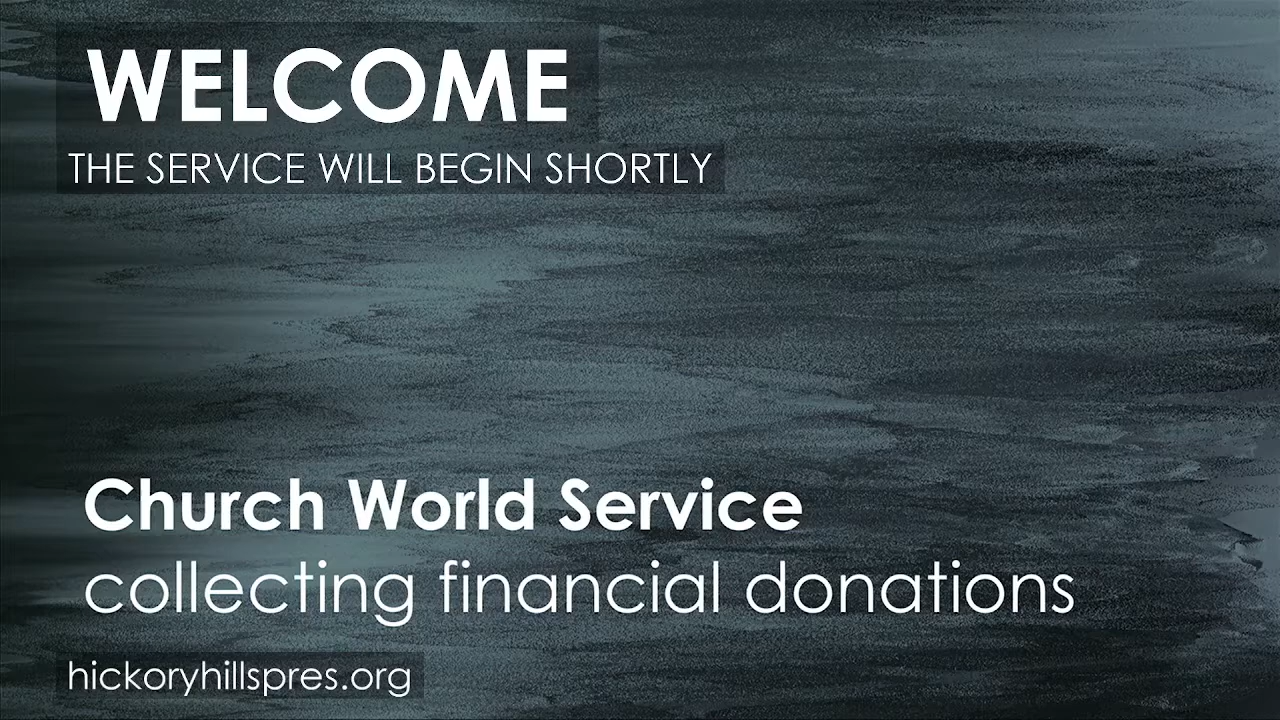 WELCOME
THE SERVICE WILL BEGIN SHORTLY
Church World Service
collecting financial donations
hickoryhillspres.org